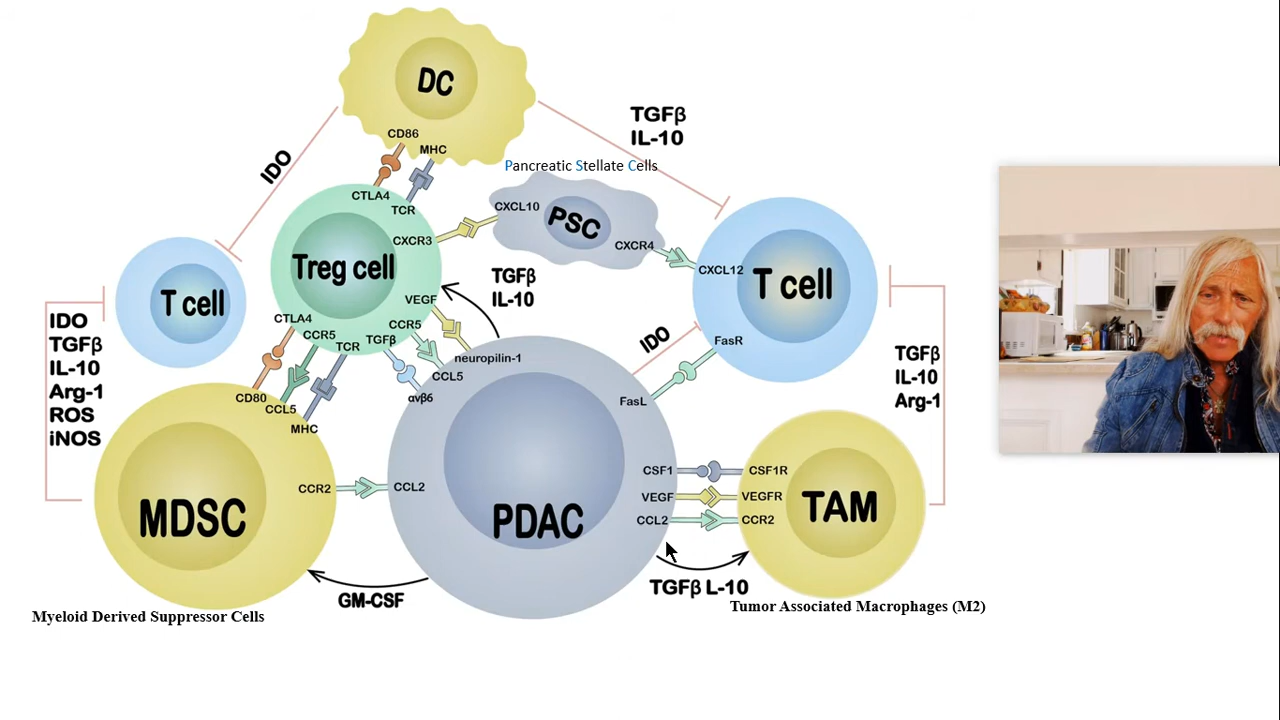 DC
CD86
MHC
TGFβ
IL-10
IDO
Pancreatic Stellate Cells
CTLA4
TCR
CXCL10
PSC
CXCR3
CXCR4
CXCL12
Treg cell
T cell
T cell
TGFβ
IL-10
VEGF
CTLA4
CCR5
TCR
TGFβ
CCR5
neuropilin-1
CCL5
αvβ6
IDO
FasR
FasL
IDO
TGFβ
IL-10
Arg-1
ROS
iNOS
TGFβ
IL-10
Arg-1
CD80
CCL5
MHC
CCR2
CCL2
MDSC
PDAC
CSF1
CSF1R
VEGF
VEGFR
CCL2
CCR2
TAM
GM-CSF
TGFβ L-10
Myeloid Derived Suppressor Cells
Tumor Associated Macrophages (M2)